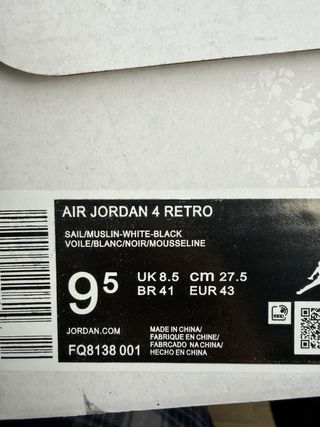 AIR JORDAN 4 RETRO
SAIL/MUSLIN-WHITE-BLACK
VOILE/BLANC/NOIR/MOUSSELINE
9⁵ UK 8.5 cm 27.5
BR 41 EUR 43
JORDAN.COM
FQ8138 001
MADE IN CHINA/
FABRIQUE EN CHINE/
FABRCADO NA CHINA/
HECHO EN CHINA